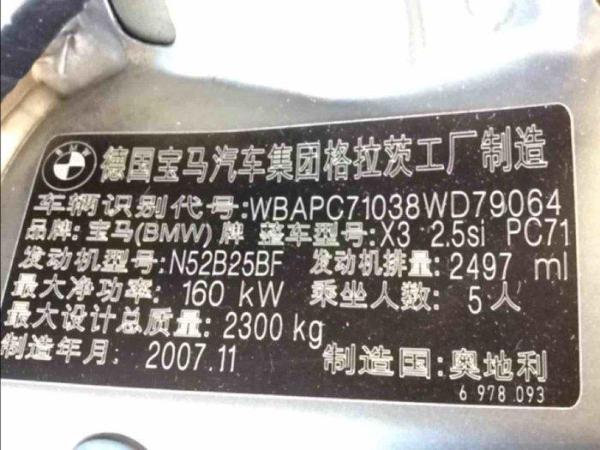 BMW
德国宝马汽车集团格拉茨工厂制造
车辆识别代号:WBAPC71038WD79064
品牌: 宝马(BMW)牌 整车型号:X3 2.5si PC71
发动机型号:N52B25BF 发动机排量:2497 ml
最大净功率: 160 kW 乘坐人数: 5人
最大设计总质量: 2300 kg
制造年月: 2007.11 制造国:奥地利
6 978 093